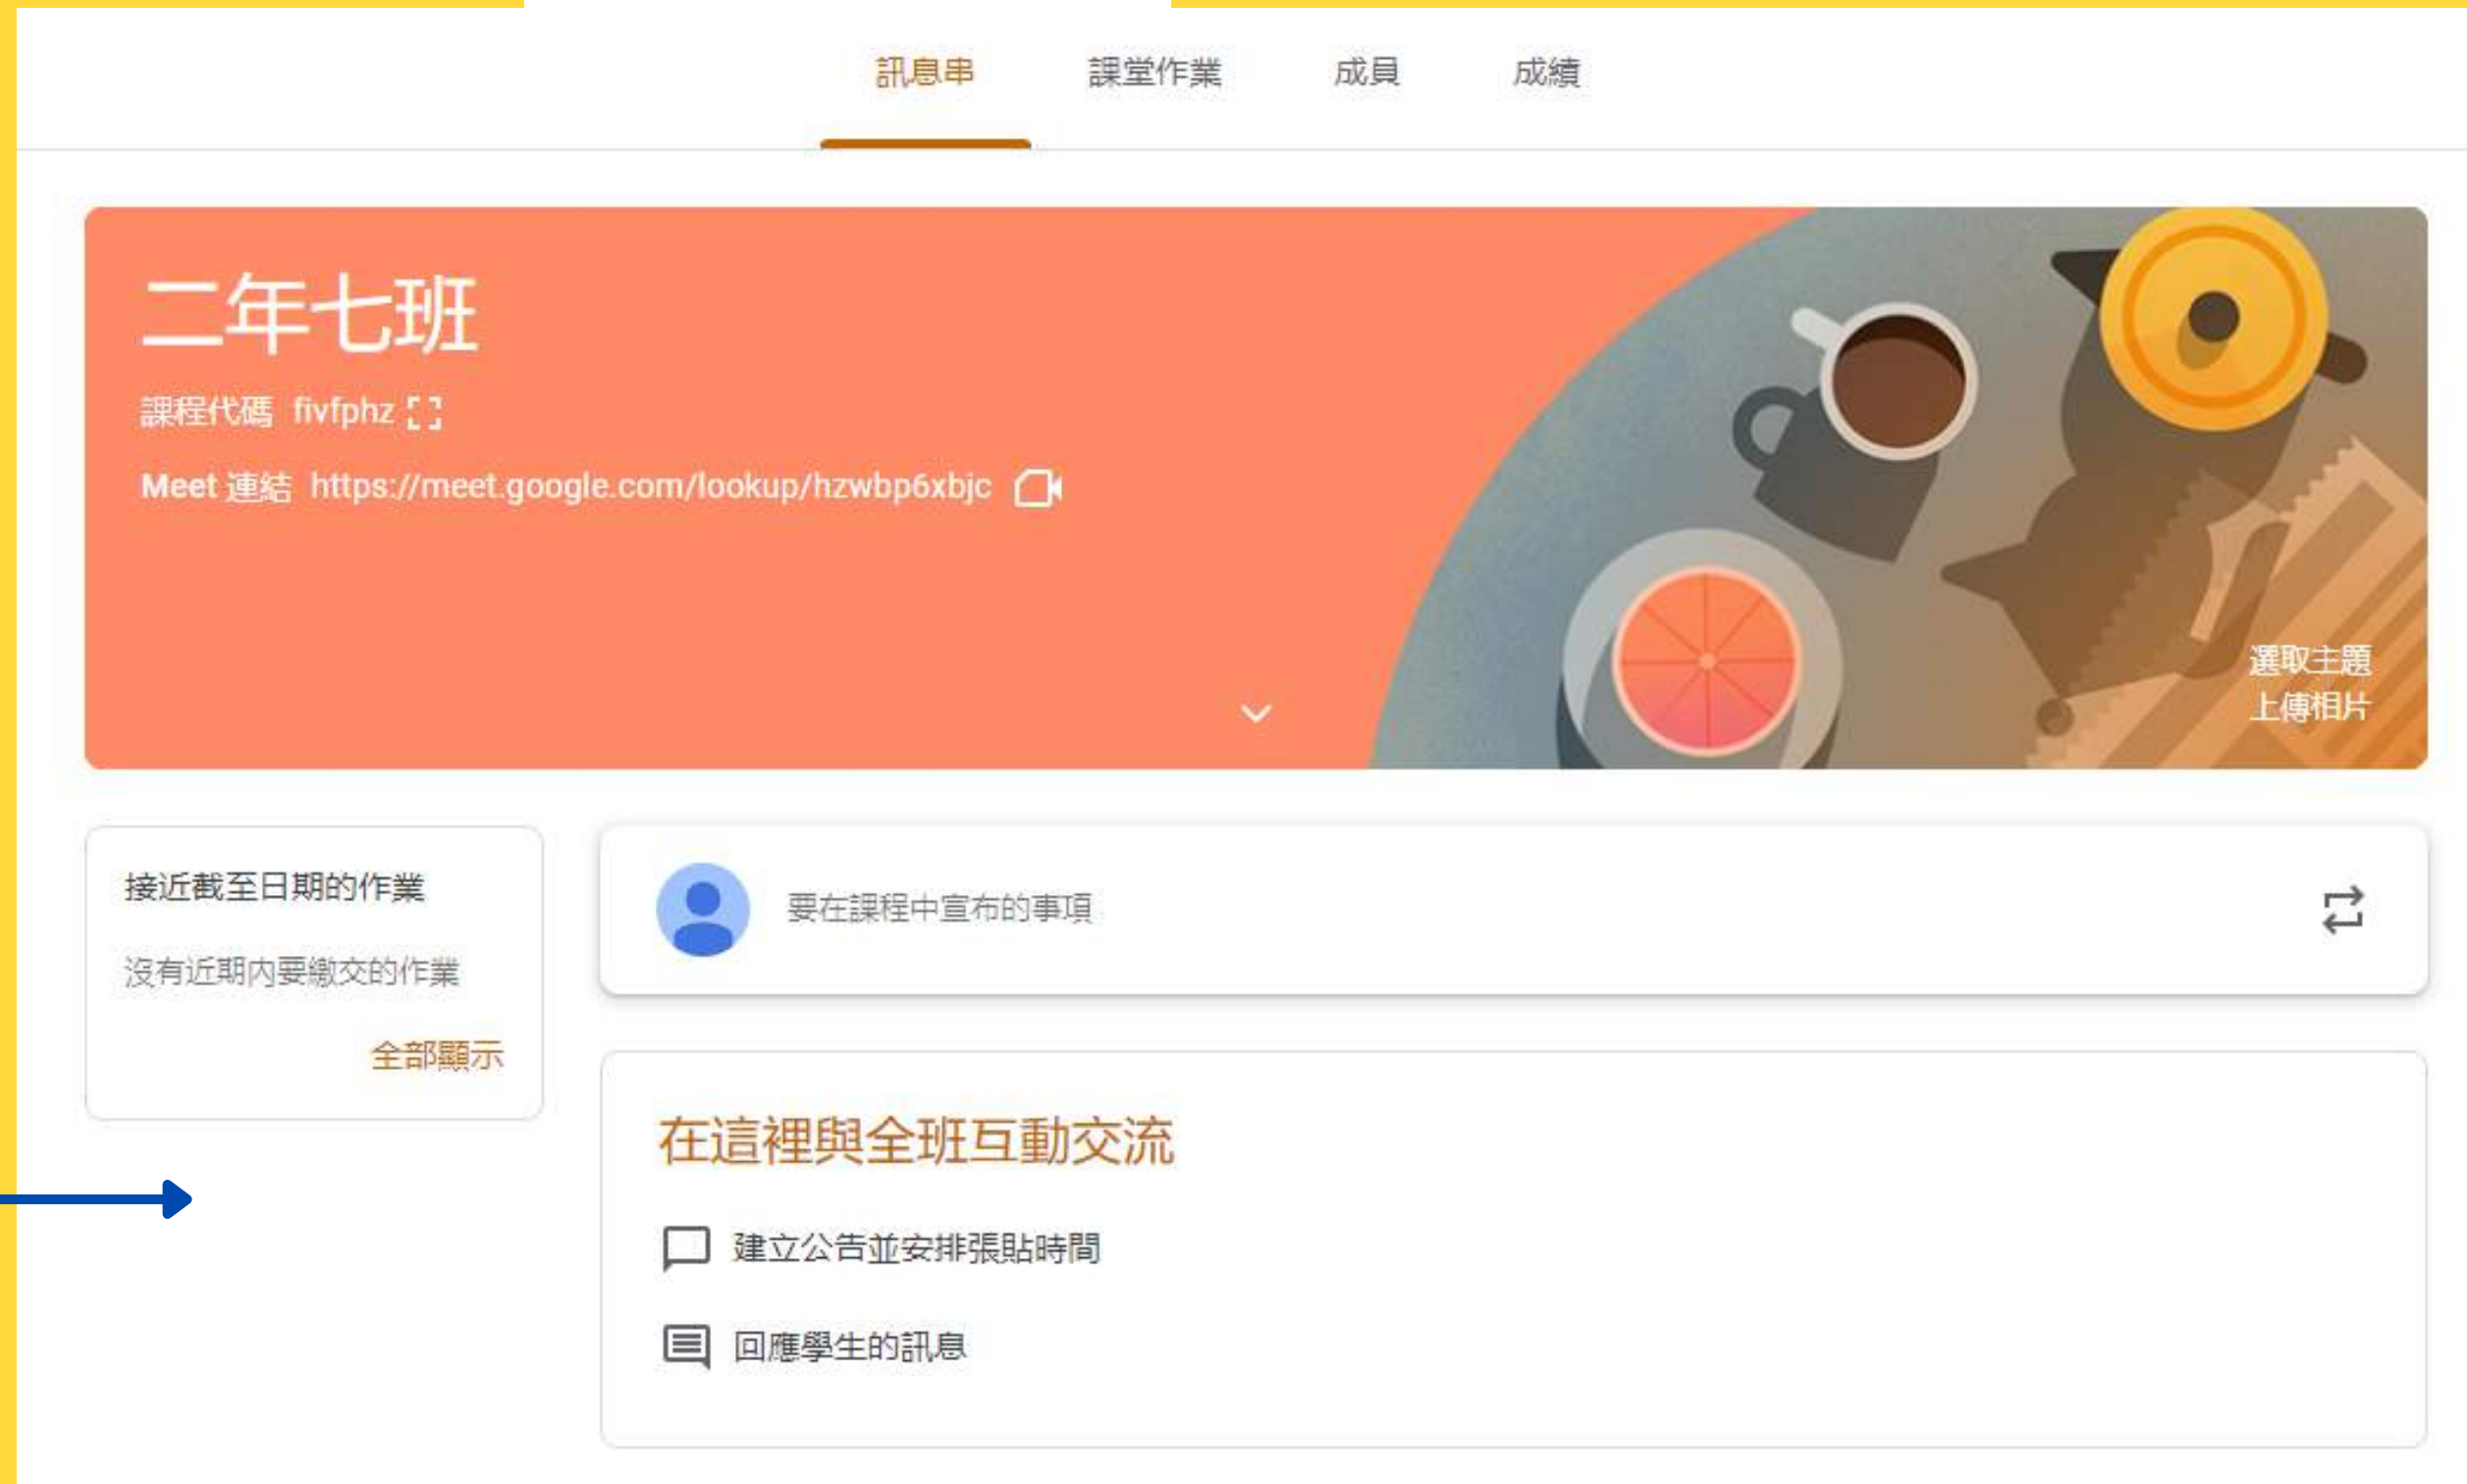 訊息串 課堂作業 成員 成績
二年七班
課程代碼 fivfphz
Meet 連結 https://meet.google.com/lookup/hzwbp6xbjc
選取主題
上傳相片
接近截至日期的作業
沒有近期內要繳交的作業
全部顯示
要在課程中宣布的事項
在這裡與全班互動交流
建立公告並安排張貼時間
回應學生的訊息